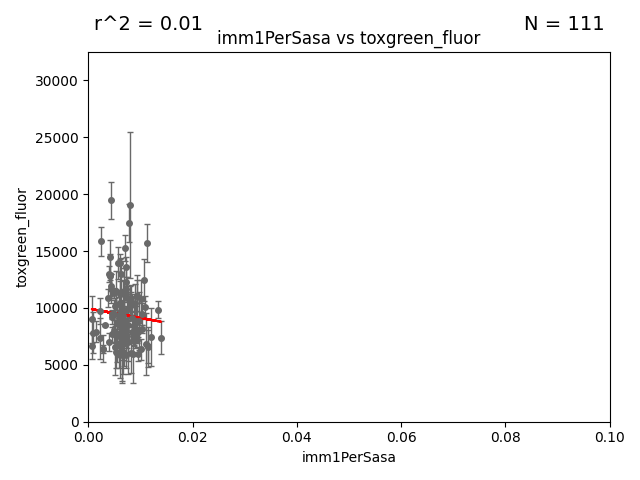 r^2 = 0.01
N = 111
imm1PerSasa vs toxgreen_fluor
30000
25000
20000
15000
10000
5000
0
toxgreen_fluor
0.00
0.02
0.04
0.06
0.08
0.10
imm1PerSasa